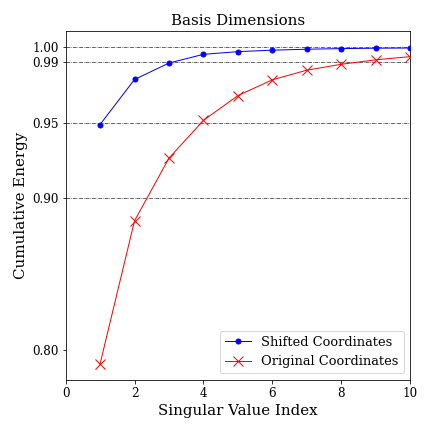 Basis Dimensions
Cumulative Energy
1.00
0.99
0.95
0.90
0.80
0 2 4 6 8 10
Singular Value Index
Shifted Coordinates
Original Coordinates